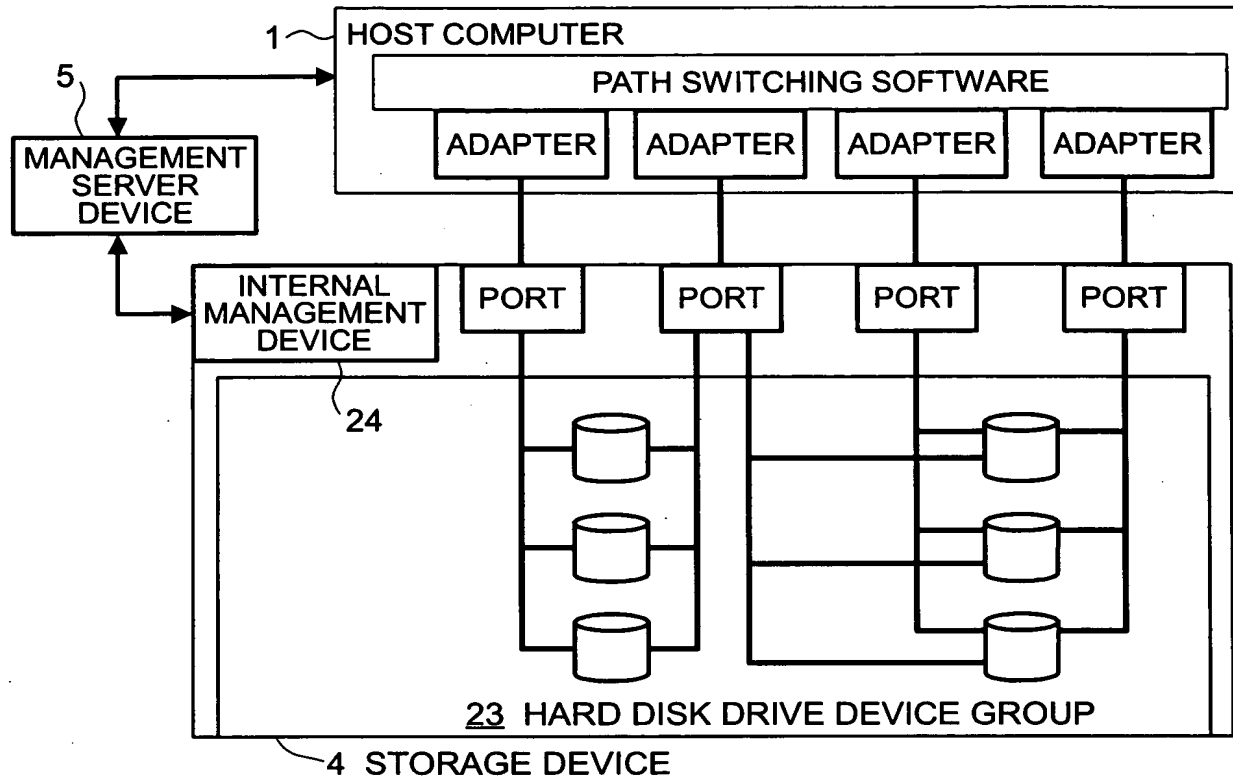 1 HOST COMPUTER
PATH SWITCHING SOFTWARE
5
ADAPTER ADAPTER ADAPTER ADAPTER
MANAGEMENT
SERVER
DEVICE
INTERNAL
MANAGEMENT
DEVICE
PORT PORT PORT PORT
24
23 HARD DISK DRIVE DEVICE GROUP
4 STORAGE DEVICE